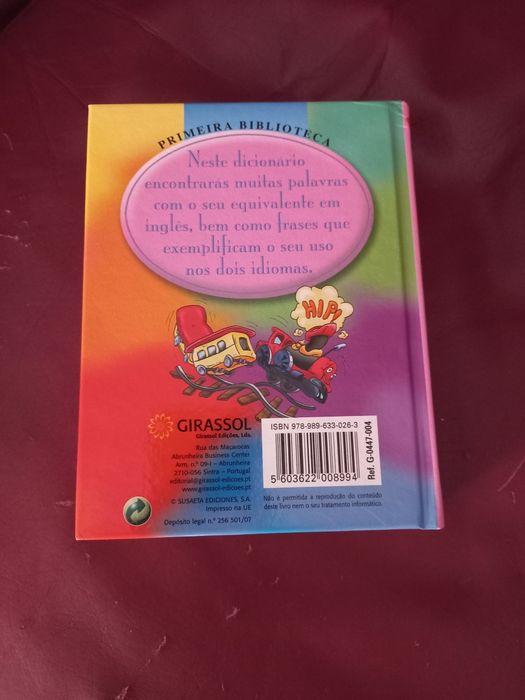 PRIMEIRA BIBLIOTECA
Neste dicionário
encontrarás muitas palavras
com o seu equivalente em
inglês, bem como frases que
exemplificam o seu uso
nos dois idiomas.
HIP!
GIRASSOL
Girassol Edições, Lda.
Rua das Maçarocas
Abrunheira Business Center
Arm. n.º 09-I – Abrunheira
2710-056 Sintra – Portugal
editorial@girassol-edicoes.pt
www.girassol-edicoes.pt
© SUSAETA EDICIONES, S.A.
Impresso na UE
Depósito legal n.º 256 501/07
ISBN 978-989-633-026-3
5 603622 008994
Ref. G-0447-004
Não é permitida a reprodução do conteúdo
deste livro nem o seu tratamento informático.